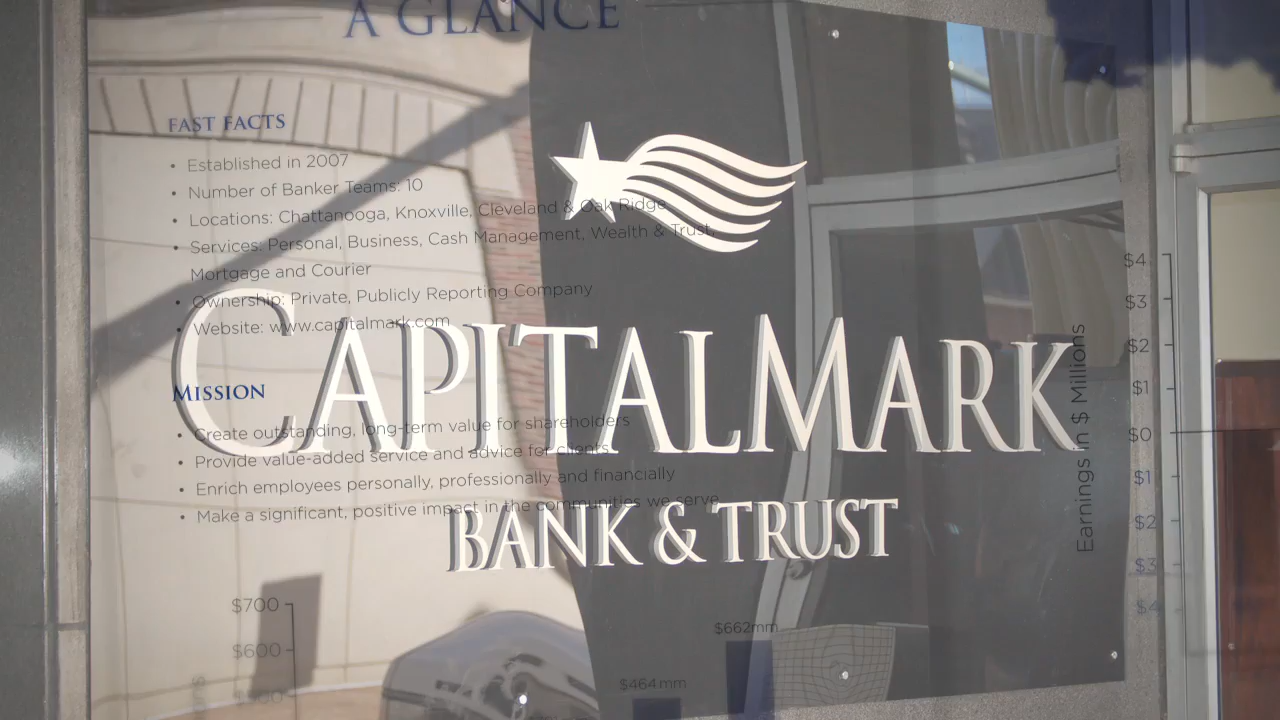 A GLANCE
FAST FACTS
• Established in 2007
• Number of Banker Teams: 10
• Locations: Chattanooga, Knoxville, Cleveland & Oak Ridge
• Services: Personal, Business, Cash Management, Wealth & Trust,
Mortgage and Courier
• Ownership: Private, Publicly Reporting Company
• Website: www.capitalmark.com
CAPITALMARK
BANK & TRUST
MISSION
• Create outstanding, long-term value for shareholders
• Provide value-added service and advice for clients
• Enrich employees personally, professionally and financially
• Make a significant, positive impact in the communities we serve
$700
$600
$662mm
$464mm
Earnings in $ Millions
$4
$3
$2
$1
$0
$1
$2
$3
$4